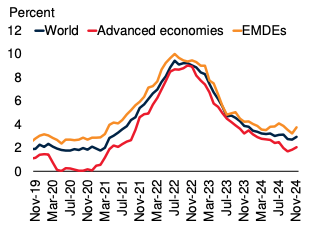 Percent
World Advanced economies EMDEs
12
10
8
6
4
2
0
Nov-19
Mar-20
Jul-20
Nov-20
Mar-21
Jul-21
Nov-21
Mar-22
Jul-22
Nov-22
Mar-23
Jul-23
Nov-23
Mar-24
Jul-24
Nov-24